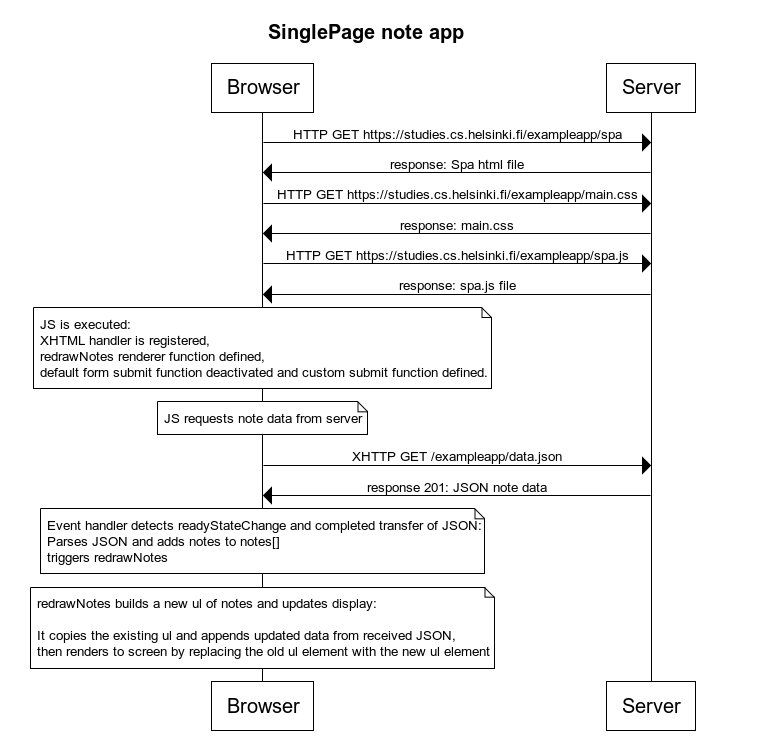 SinglePage note app
Browser
Server
HTTP GET https://studies.cs.helsinki.fi/exampleapp/spa
response: Spa html file
HTTP GET https://studies.cs.helsinki.fi/exampleapp/main.css
response: main.css
HTTP GET https://studies.cs.helsinki.fi/exampleapp/spa.js
response: spa.js file
JS is executed:
XHTML handler is registered,
redrawNotes renderer function defined,
default form submit function deactivated and custom submit function defined.
JS requests note data from server
XHTTP GET /exampleapp/data.json
response 201: JSON note data
Event handler detects readyStateChange and completed transfer of JSON:
Parses JSON and adds notes to notes[]
triggers redrawNotes
redrawNotes builds a new ul of notes and updates display:
It copies the existing ul and appends updated data from received JSON,
then renders to screen by replacing the old ul element with the new ul element
Browser
Server